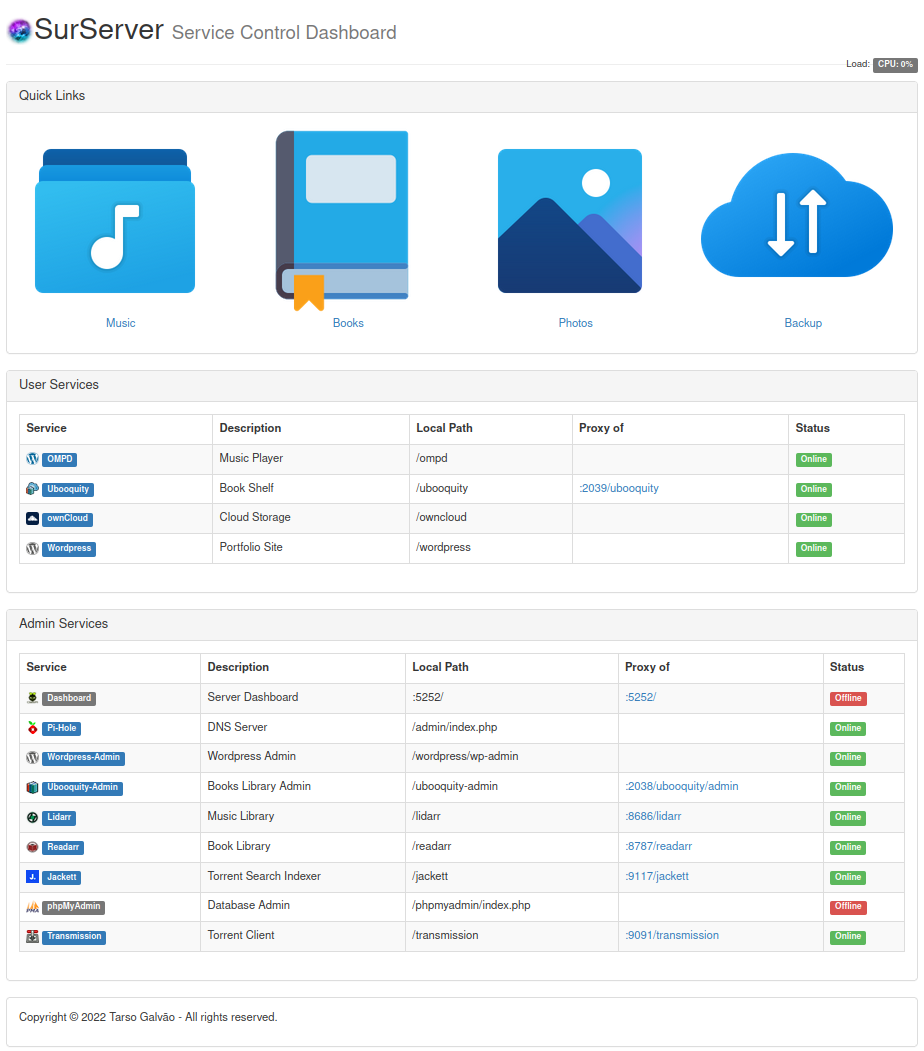 SurServer Service Control Dashboard
Load: CPU: 0%
Quick Links
Music Books Photos Backup
User Services
Service Description Local Path Proxy of Status
OMPD Music Player /ompd Online
Ubooquity Book Shelf /ubooquity :2039/ubooquity Online
ownCloud Cloud Storage /owncloud Online
Wordpress Portfolio Site /wordpress Online
Admin Services
Service Description Local Path Proxy of Status
Dashboard Server Dashboard :5252/ :5252/ Offline
Pi-Hole DNS Server /admin/index.php Online
Wordpress-Admin Wordpress Admin /wordpress/wp-admin Online
Ubooquity-Admin Books Library Admin /ubooquity-admin :2038/ubooquity/admin Online
Lidarr Music Library /lidarr :8686/lidarr Online
Readarr Book Library /readarr :8787/readarr Online
J. Jackett Torrent Search Indexer /jackett :9117/jackett Online
PMA phpMyAdmin Database Admin /phpmyadmin/index.php Offline
Transmission Torrent Client /transmission :9091/transmission Online
Copyright © 2022 Tarso Galvão - All rights reserved.